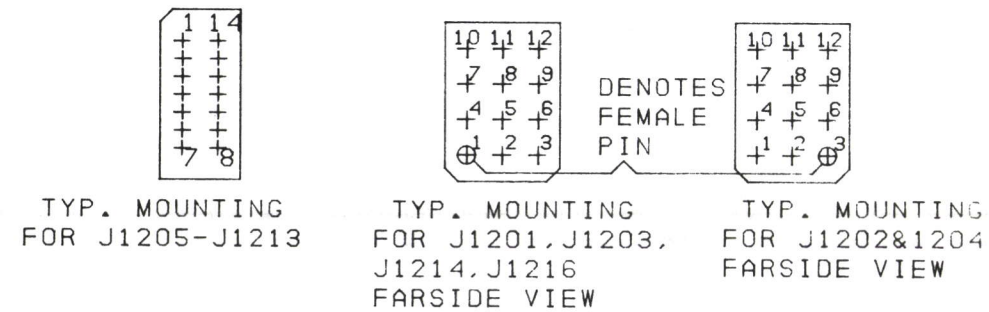 1 14
7 8
TYP. MOUNTING
FOR J1205-J1213
10 11 12
7 8 9
4 5 6
1 2 3
TYP. MOUNTING
FOR J1201,J1203,
J1214,J1216
FARSIDE VIEW
DENOTES
FEMALE
PIN
10 11 12
7 8 9
4 5 6
1 2 3
TYP. MOUNTING
FOR J1202&1204
FARSIDE VIEW